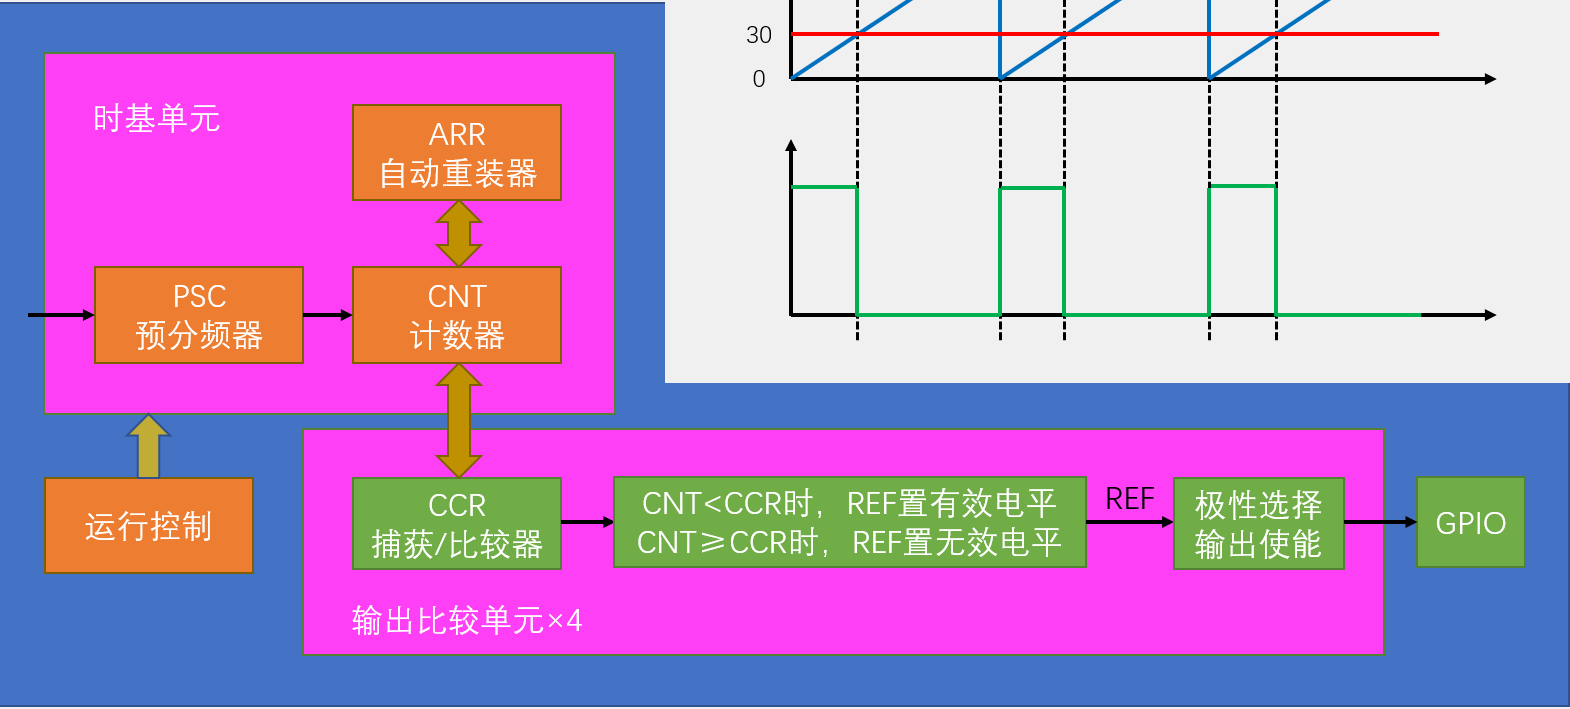 30
0
时基单元
ARR
自动重装器
PSC
预分频器
CNT
计数器
运行控制
CCR
捕获/比较器
CNT<CCR时，REF置有效电平
CNT≥CCR时，REF置无效电平
REF
极性选择
输出使能
GPIO
输出比较单元×4